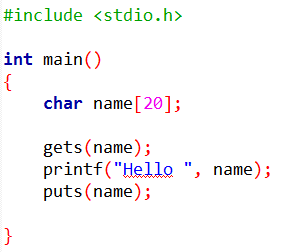 #include <stdio.h>
int main()
{
char name[20];
gets(name);
printf("Hello ", name);
puts(name);
}